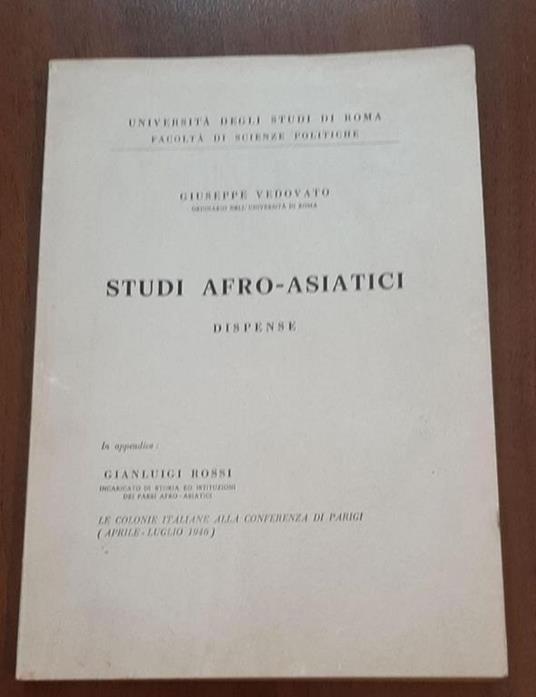 UNIVERSITÀ DEGLI STUDI DI ROMA
FACOLTÀ DI SCIENZE POLITICHE
GIUSEPPE VEDOVATO
ORDINARIO NELL'UNIVERSITÀ DI ROMA
STUDI AFRO-ASIATICI
DISPENSE
In appendice:
GIANLUIGI ROSSI
INCARICATO DI STORIA ED ISTITUZIONI
DEI PAESI AFRO-ASIATICI
LE COLONIE ITALIANE ALLA CONFERENZA DI PARIGI
(APRILE-LUGLIO 1946)